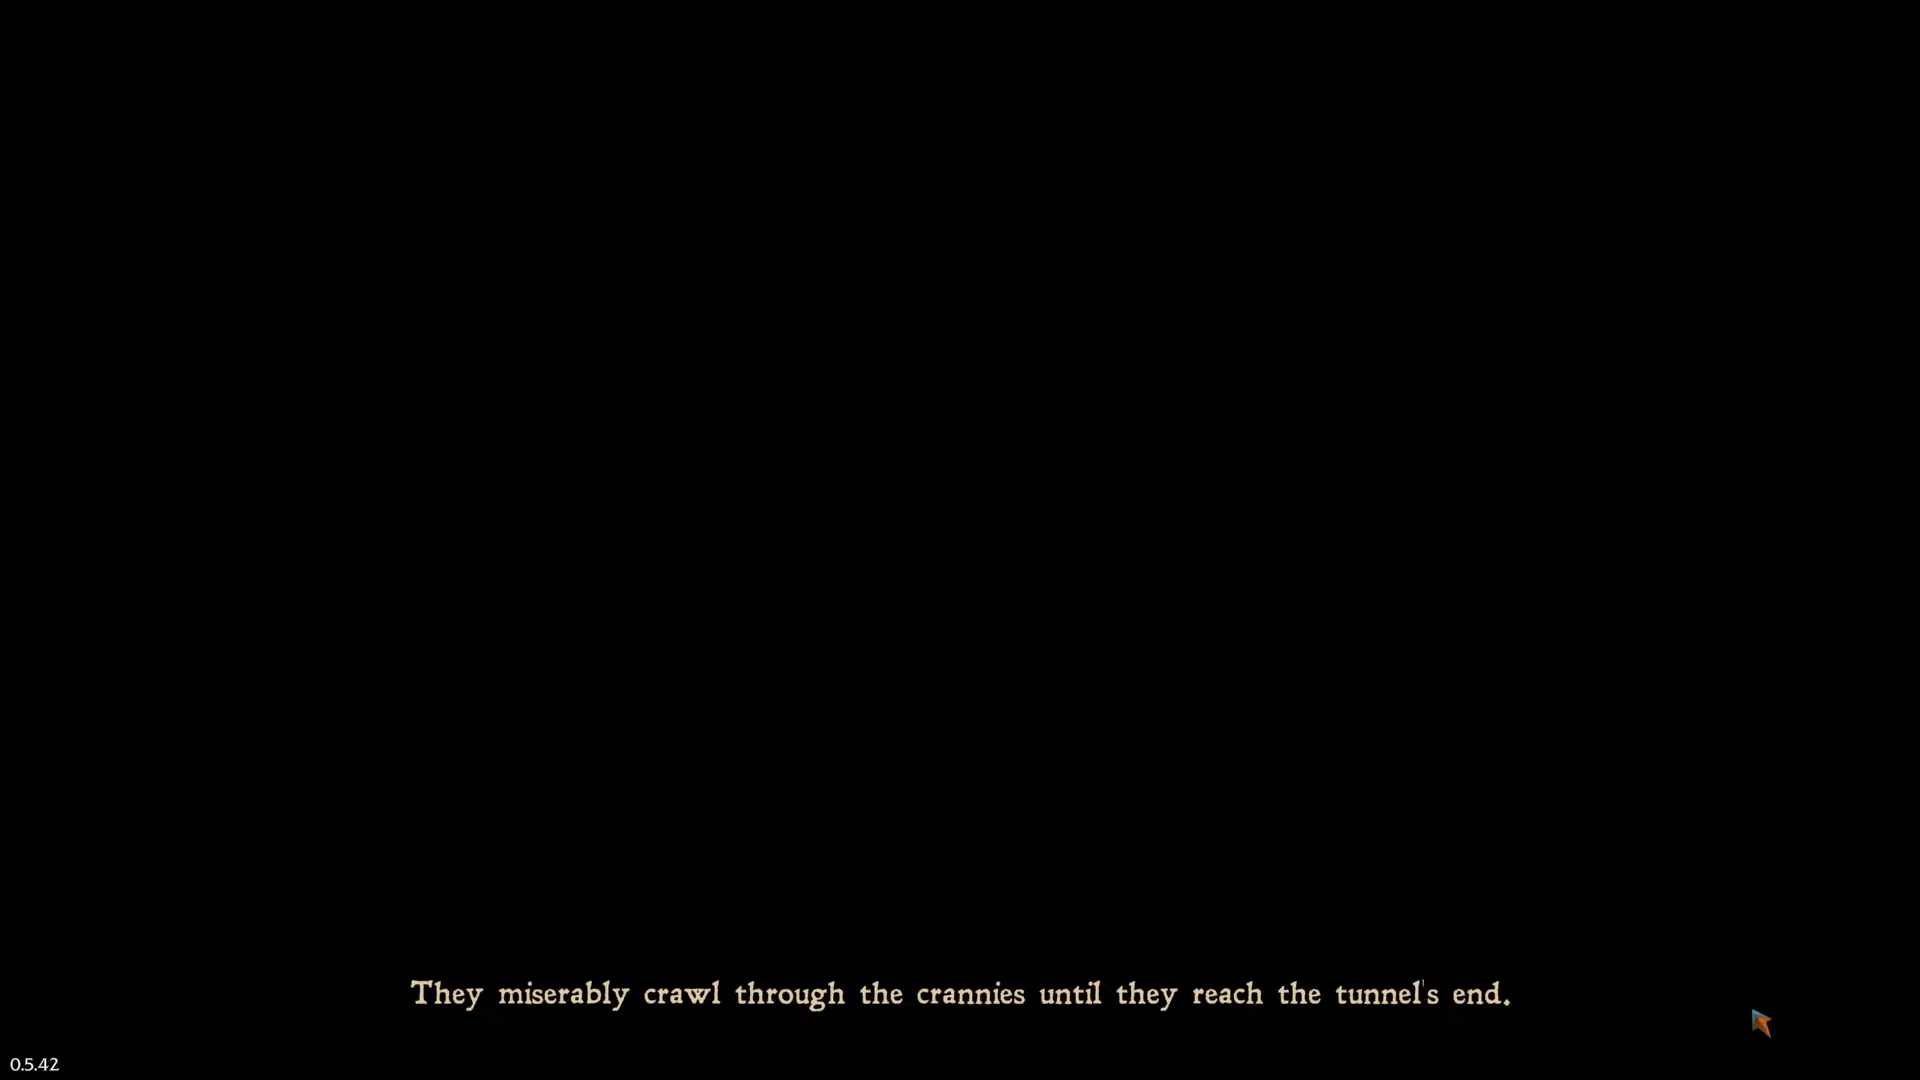 They miserably crawl through the crannies until they reach the tunnel's end.
0.5.42